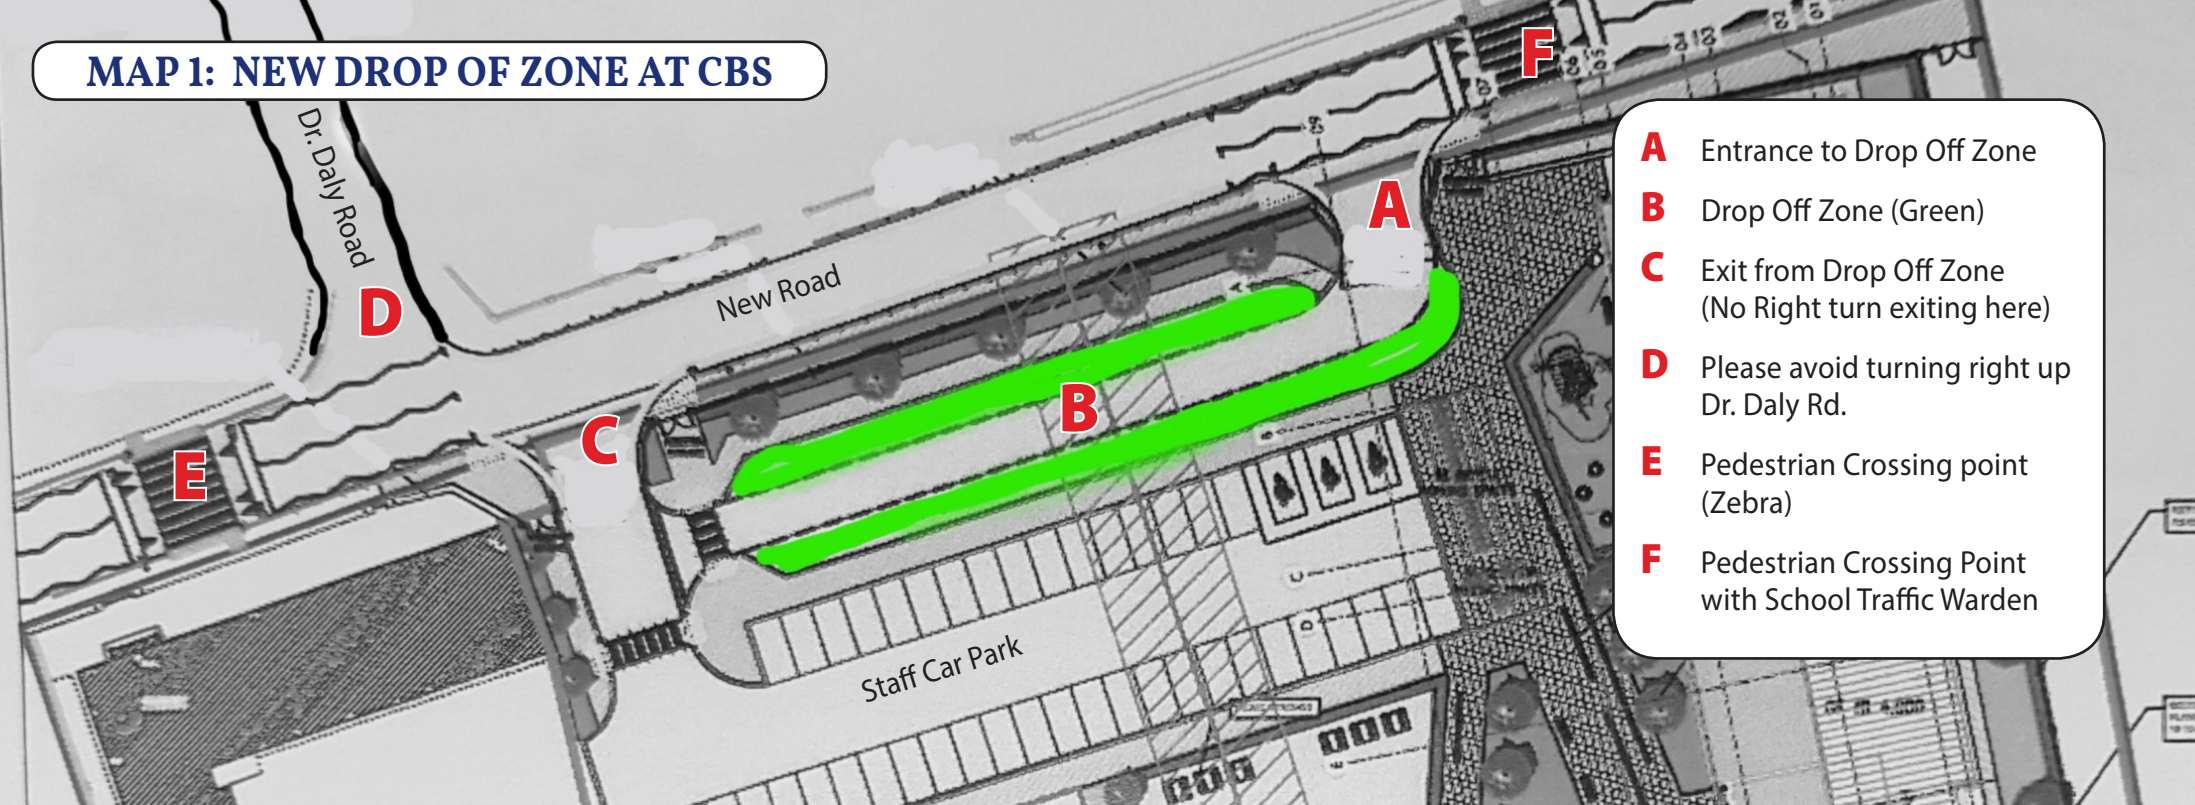 MAP 1: NEW DROP OF ZONE AT CBS
Dr. Daly Road
New Road
Staff Car Park
A
B
C
D
E
F
A Entrance to Drop Off Zone
B Drop Off Zone (Green)
C Exit from Drop Off Zone
(No Right turn exiting here)
D Please avoid turning right up
Dr. Daly Rd.
E Pedestrian Crossing point
(Zebra)
F Pedestrian Crossing Point
with School Traffic Warden